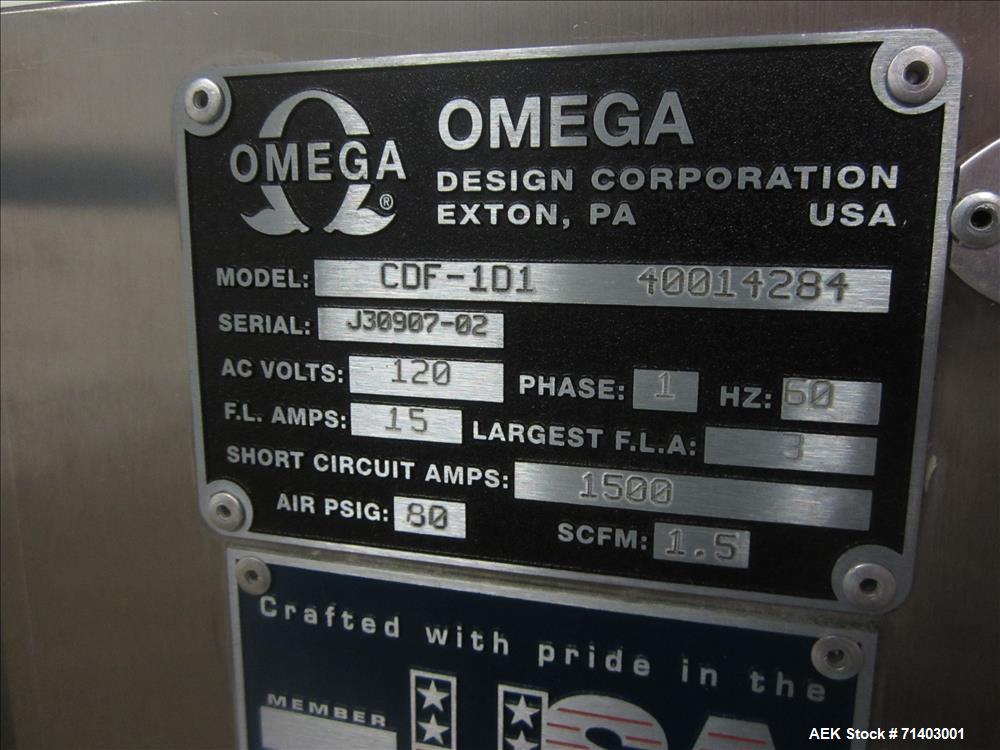 OMEGA ®
OMEGA
DESIGN CORPORATION
EXTON, PA USA
MODEL: CDF-1D1 40014284
SERIAL: J30907-02
AC VOLTS: 120 PHASE: 1 HZ: 60
F.L. AMPS: 15 LARGEST F.L.A: 3
SHORT CIRCUIT AMPS: 1500
AIR PSIG: 80 SCFM: 1.5
Crafted with pride in the
USA
MEMBER
AEK Stock # 71403001